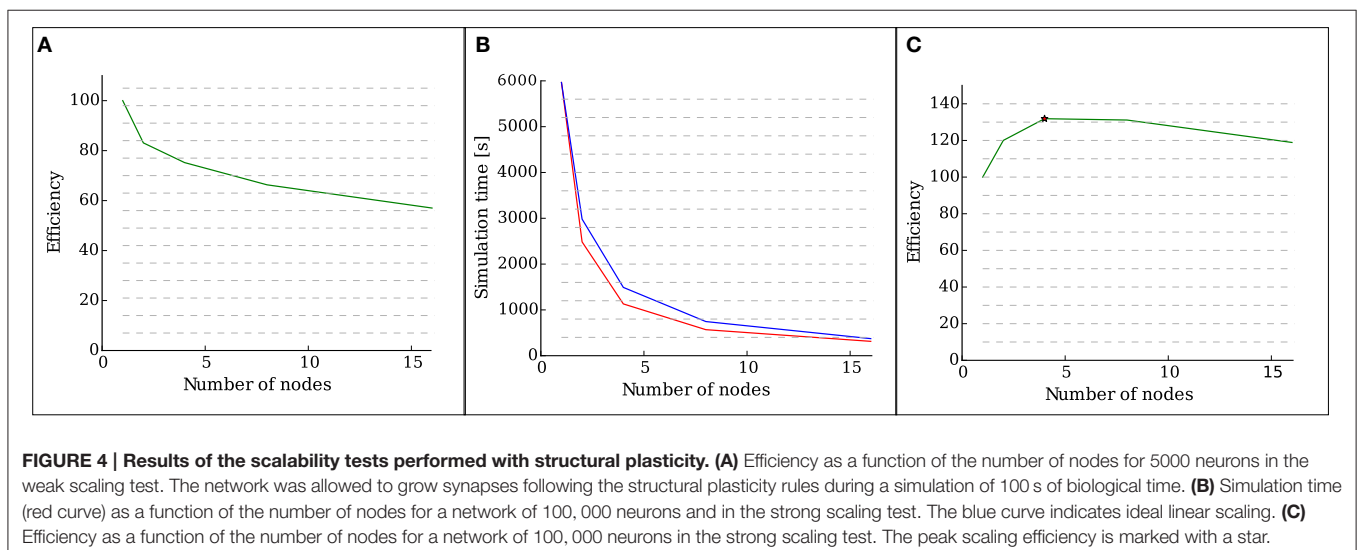 A
B
C
100
80
60
40
20
0
0
5
10
15
Efficiency
Number of nodes
6000
5000
4000
3000
2000
1000
0
0
5
10
15
Simulation time [s]
Number of nodes
140
120
100
80
60
40
20
0
0
5
10
15
Efficiency
Number of nodes
FIGURE 4 | Results of the scalability tests performed with structural plasticity. (A) Efficiency as a function of the number of nodes for 5000 neurons in the
weak scaling test. The network was allowed to grow synapses following the structural plasticity rules during a simulation of 100 s of biological time. (B) Simulation time
(red curve) as a function of the number of nodes for a network of 100, 000 neurons and in the strong scaling test. The blue curve indicates ideal linear scaling. (C)
Efficiency as a function of the number of nodes for a network of 100, 000 neurons in the strong scaling test. The peak scaling efficiency is marked with a star.